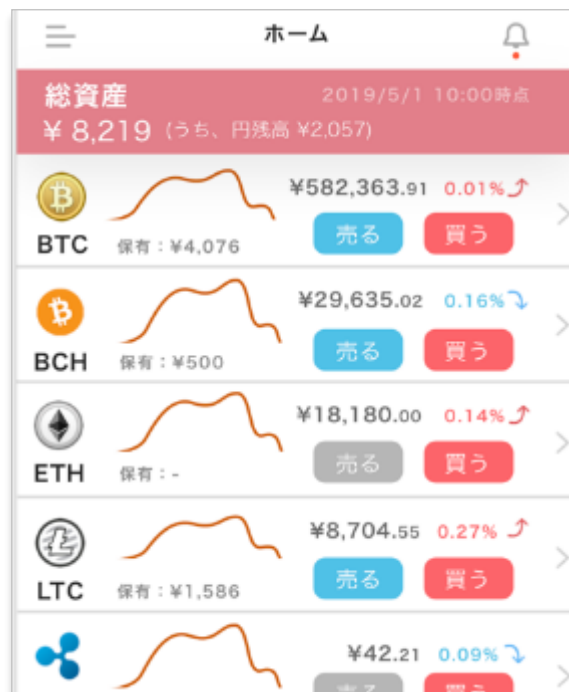 ホーム
総資産 2019/5/1 10:00時点
¥ 8,219 (うち、円残高 ¥2,057)
¥582,363.91 0.01%
BTC 保有：¥4,076 売る 買う
¥29,635.02 0.16%
BCH 保有：¥500 売る 買う
¥18,180.00 0.14%
ETH 保有：- 売る 買う
¥8,704.55 0.27%
LTC 保有：¥1,586 売る 買う
¥42.21 0.09%
売る 買う